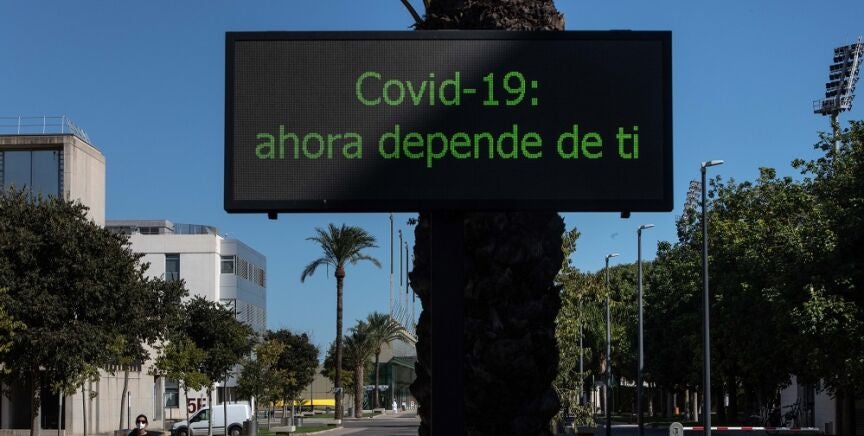 Covid-19:
ahora depende de ti